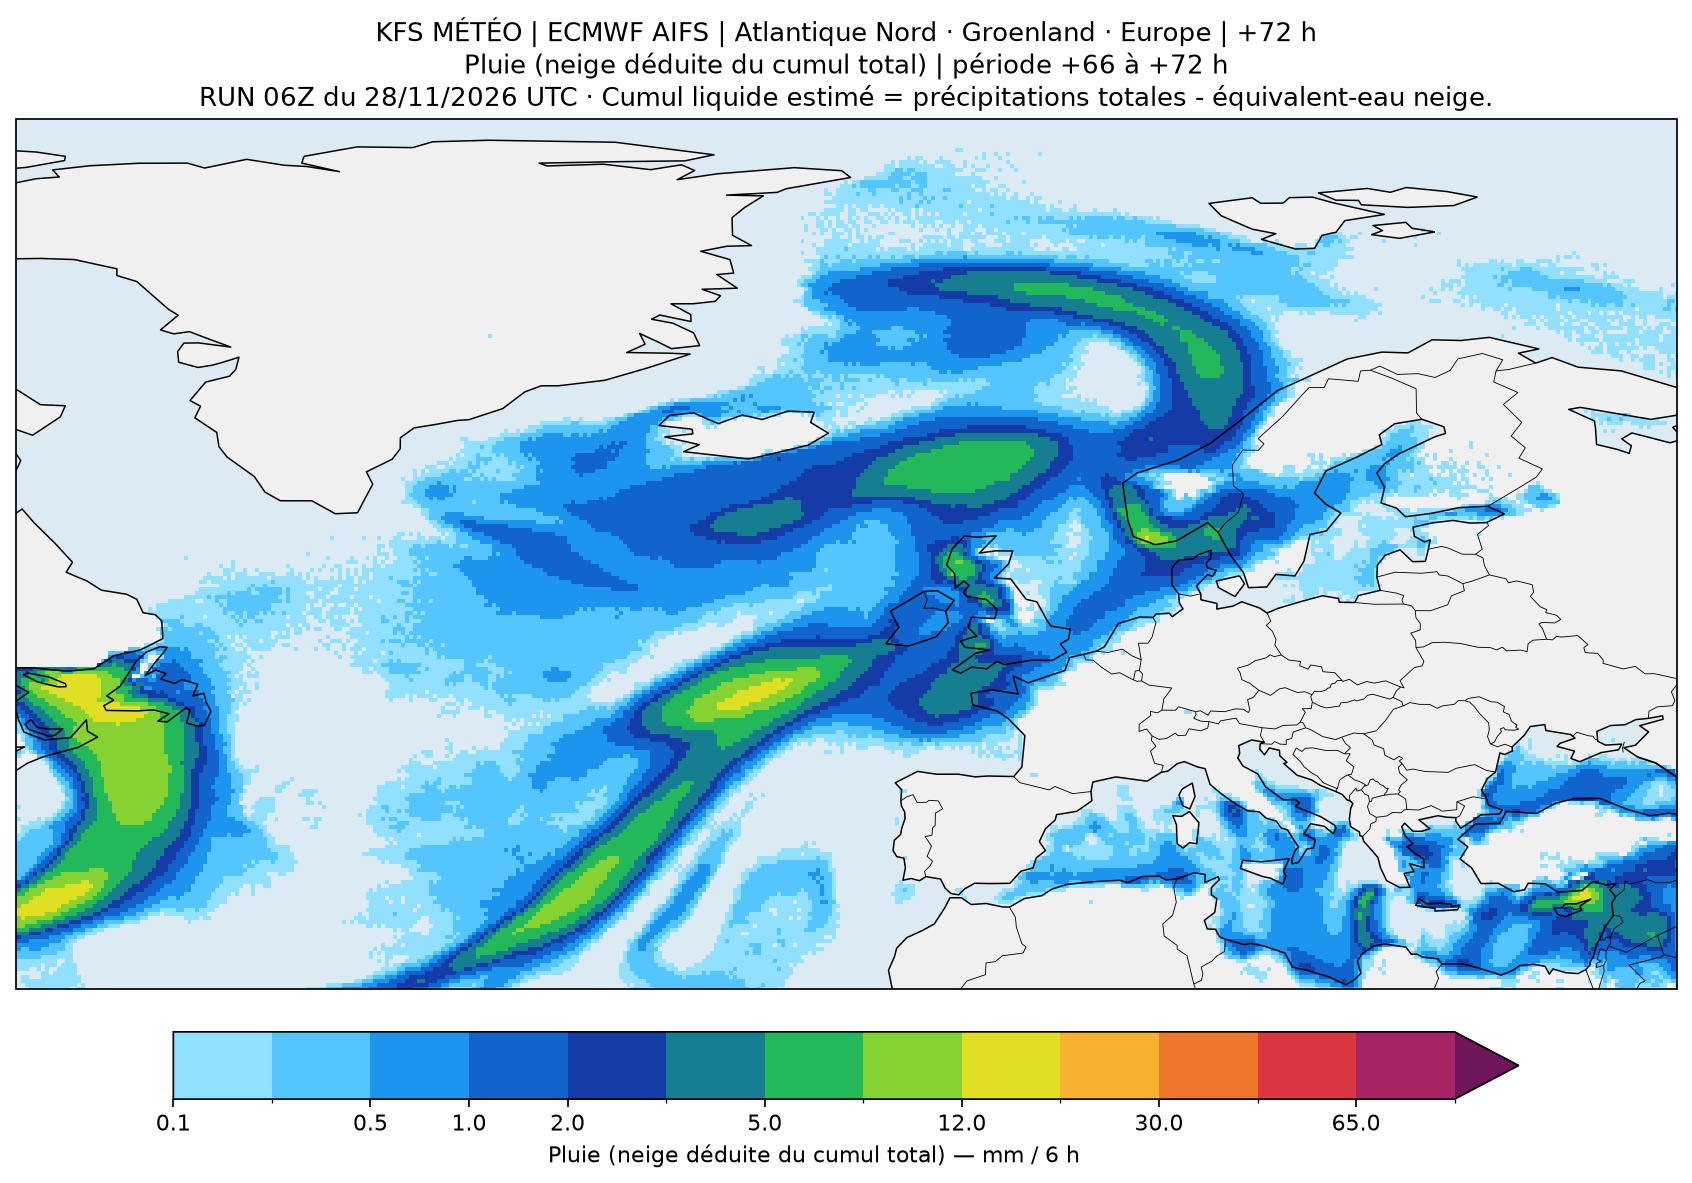 KFS MÉTÉO | ECMWF AIFS | Atlantique Nord · Groenland · Europe | +72 h
Pluie (neige déduite du cumul total) | période +66 à +72 h
RUN 06Z du 28/11/2026 UTC · Cumul liquide estimé = précipitations totales - équivalent-eau neige.
0.1 0.5 1.0 2.0 5.0 12.0 30.0 65.0
Pluie (neige déduite du cumul total) — mm / 6 h